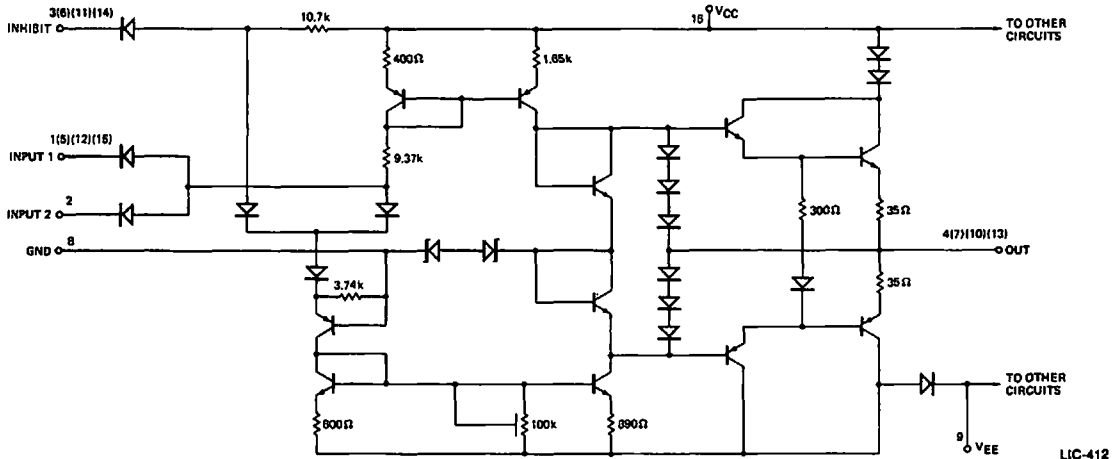 3(6)(11)(14)
INHIBIT
10.7k
16
VCC
TO OTHER
CIRCUITS
400Ω
1.65k
1(5)(12)(15)
INPUT 1
9.37k
2
INPUT 2
300Ω
35Ω
GND
8
4(7)(10)(13)
OUT
3.74k
35Ω
600Ω
100k
890Ω
TO OTHER
CIRCUITS
9
VEE
LIC-412